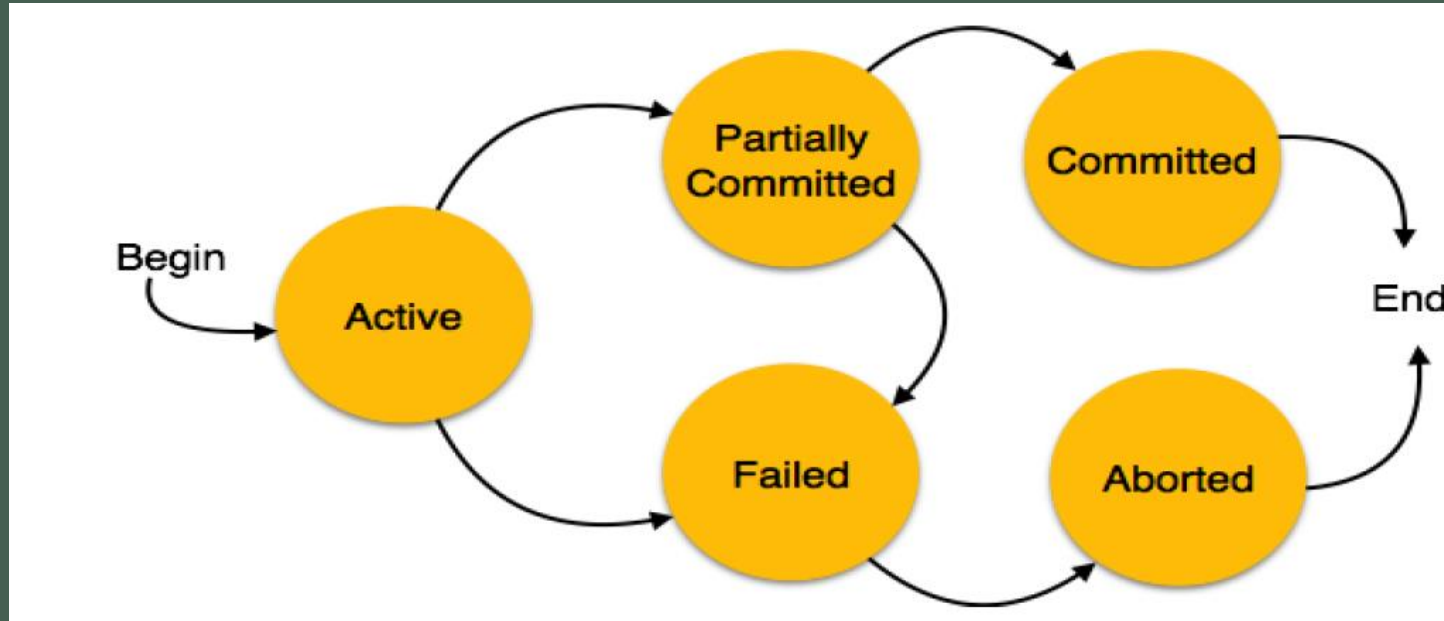 Begin
Active
Partially
Committed
Committed
End
Failed
Aborted